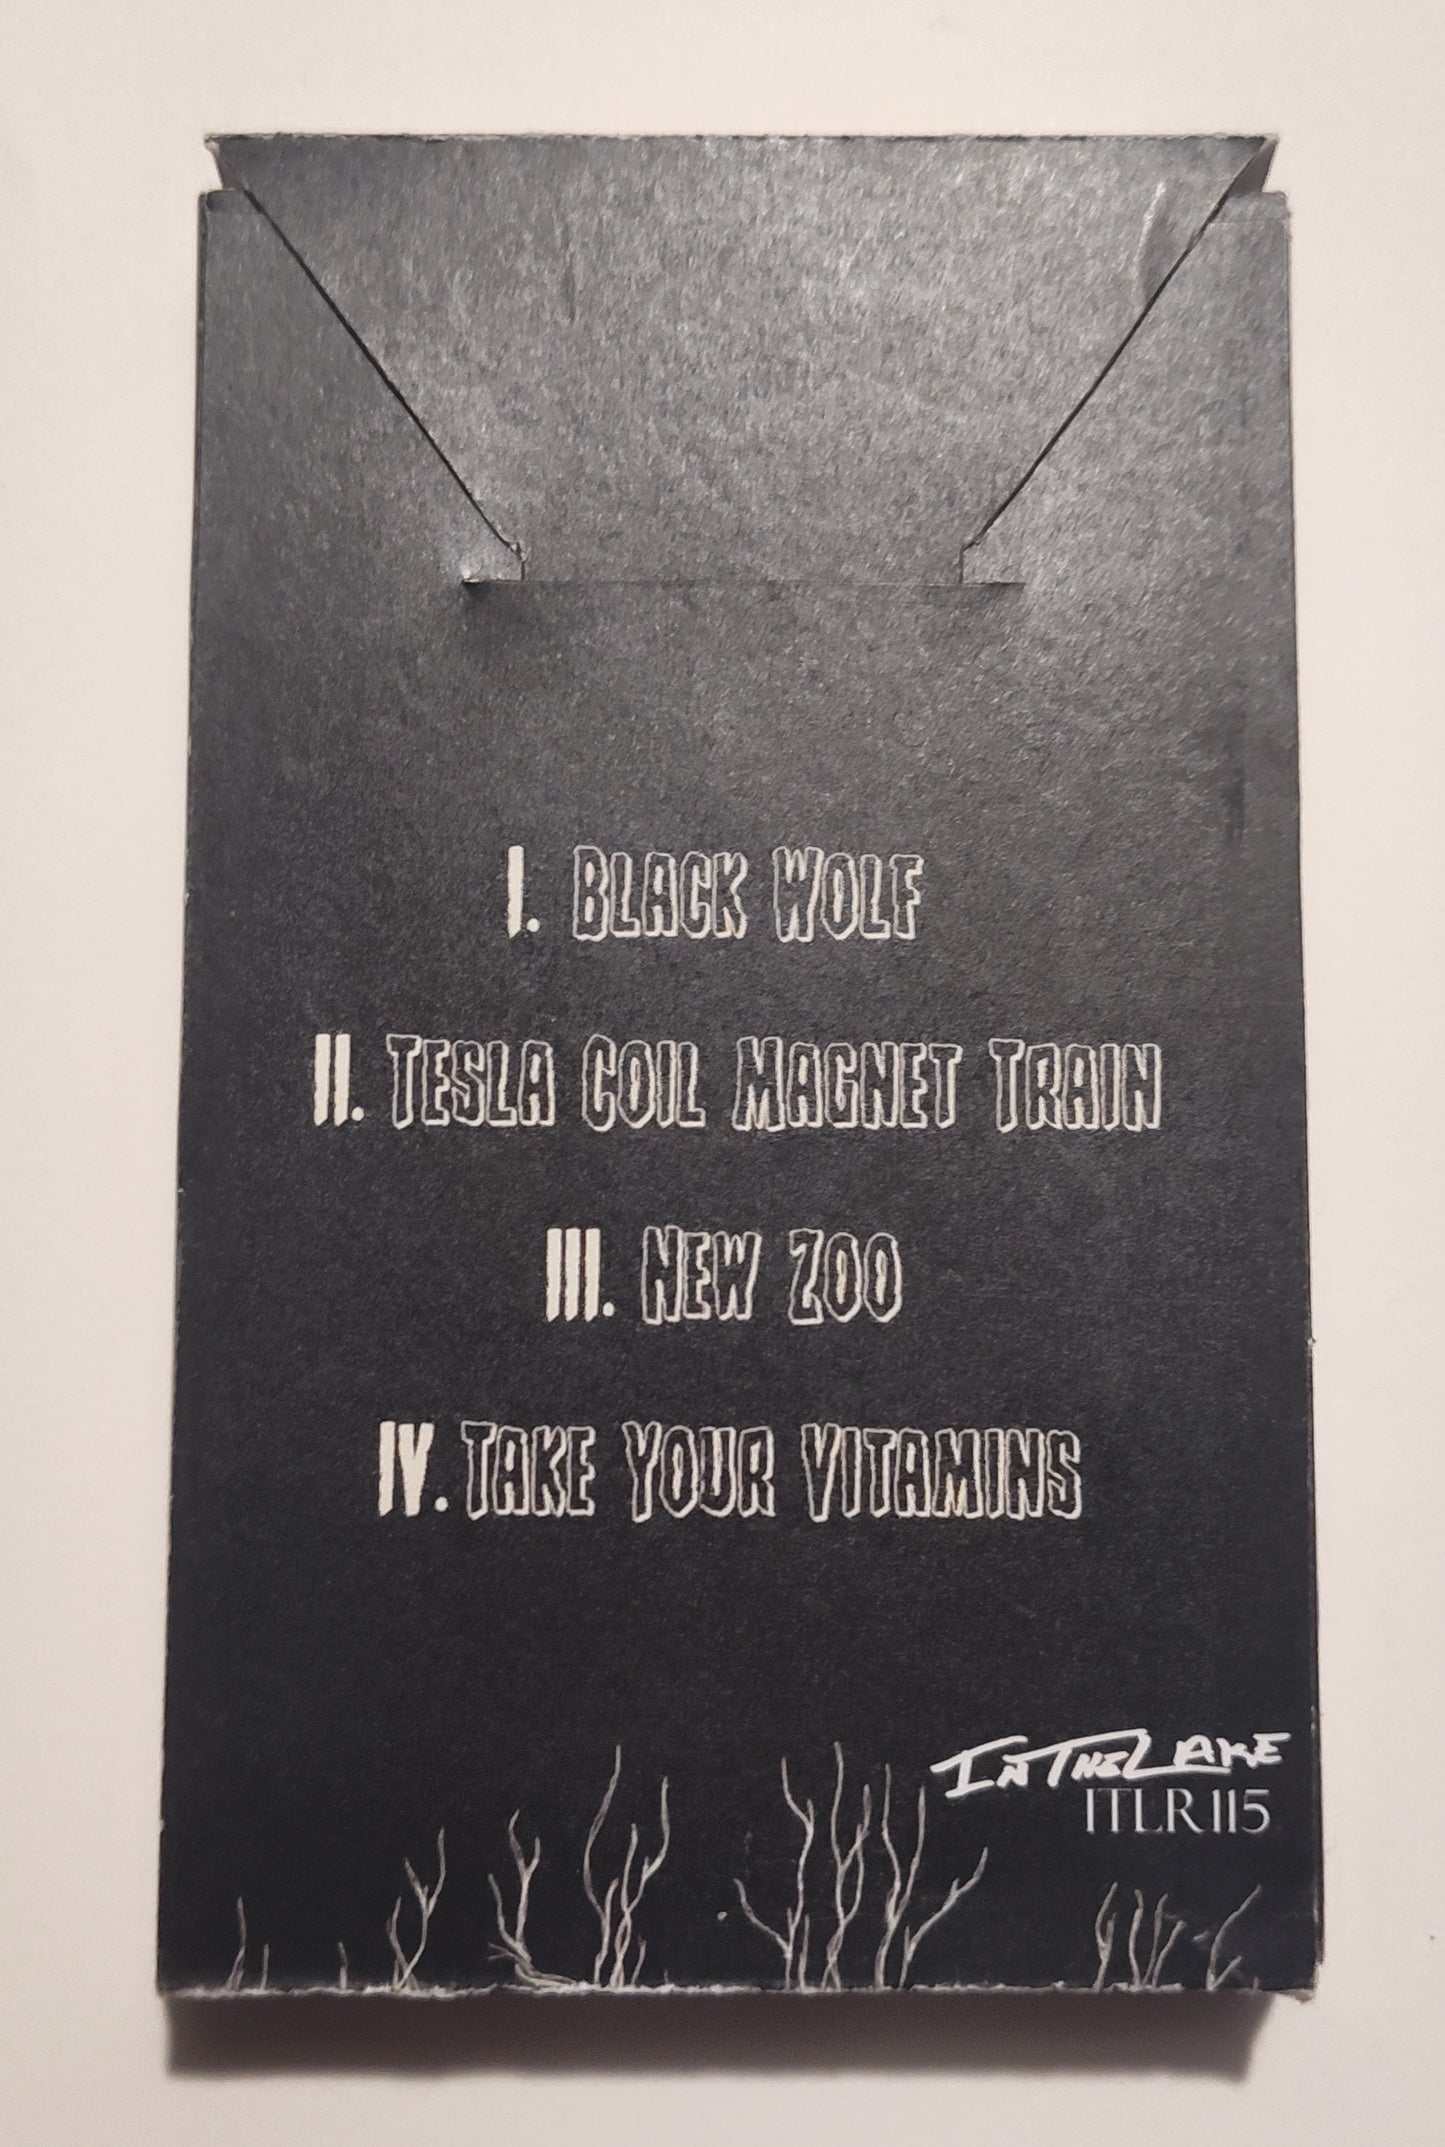 I. Black Wolf
II. Tesla Coil Magnet Train
III. New Zoo
IV. Take Your Vitamins
InTheLake
ITLR115